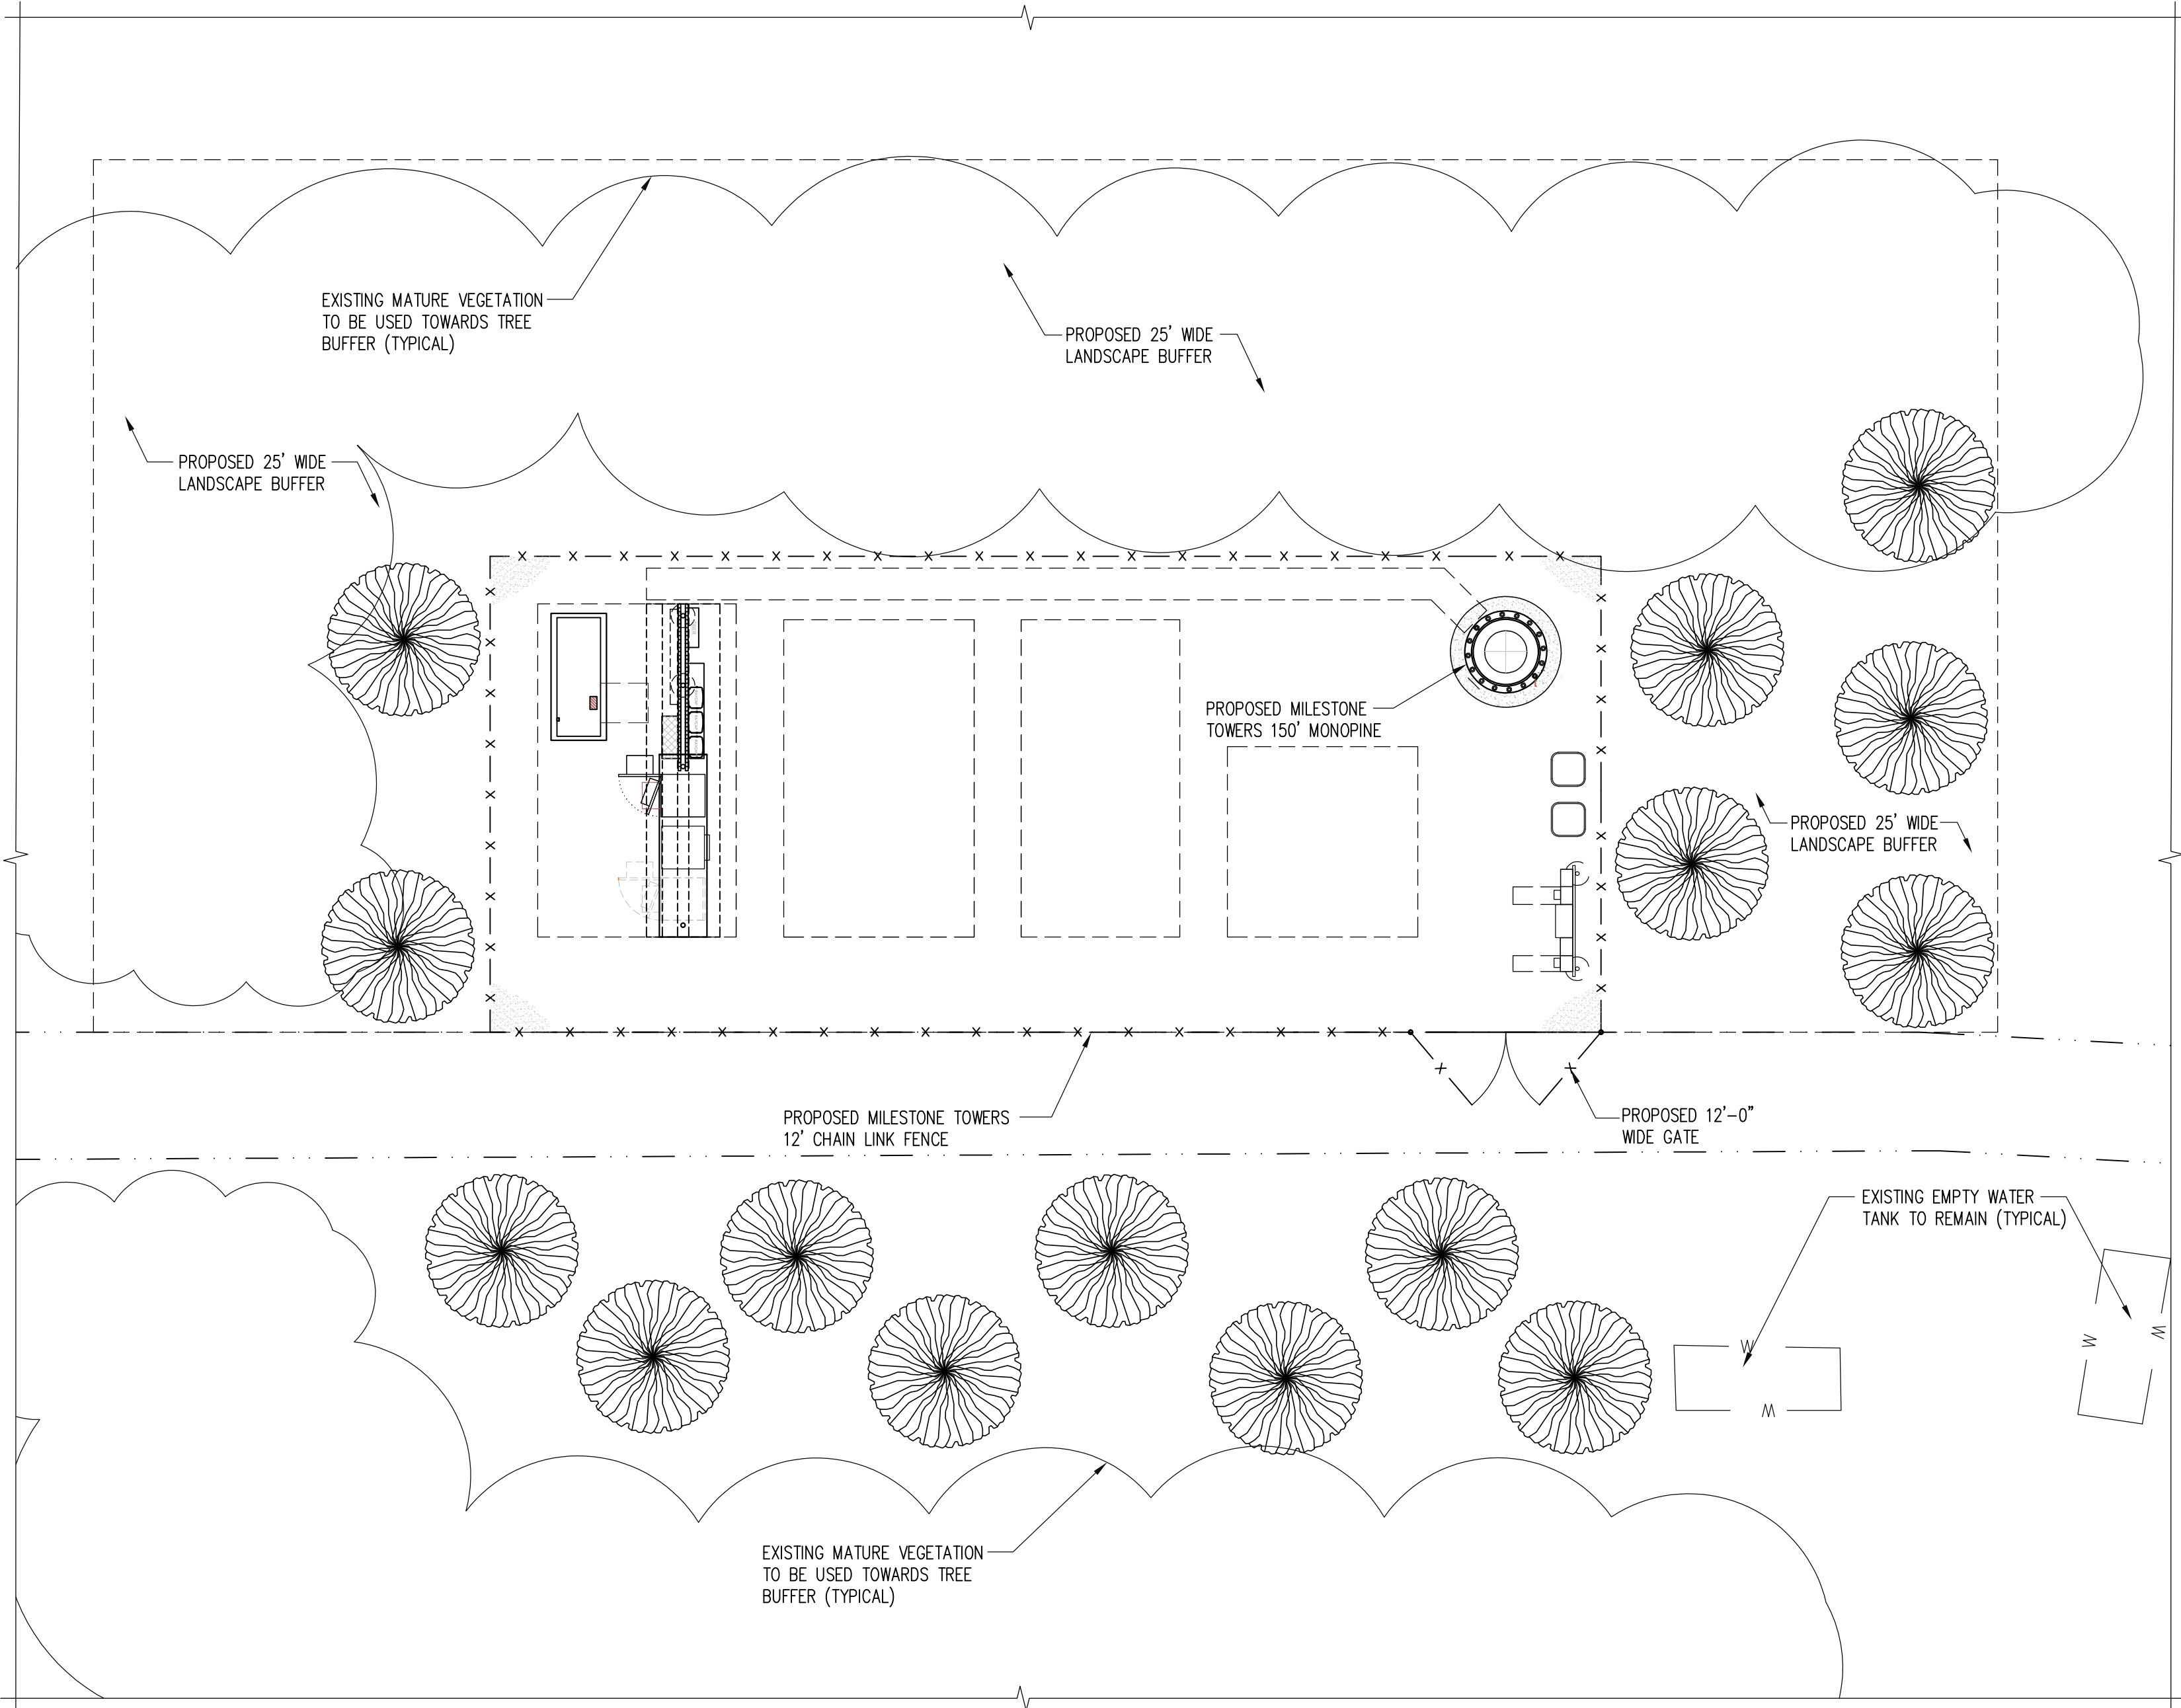 EXISTING MATURE VEGETATION
TO BE USED TOWARDS TREE
BUFFER (TYPICAL)
PROPOSED 25' WIDE
LANDSCAPE BUFFER
PROPOSED 25' WIDE
LANDSCAPE BUFFER
PROPOSED MILESTONE
TOWERS 150' MONOPINE
PROPOSED 25' WIDE
LANDSCAPE BUFFER
PROPOSED MILESTONE TOWERS
12' CHAIN LINK FENCE
PROPOSED 12'-0"
WIDE GATE
EXISTING EMPTY WATER
TANK TO REMAIN (TYPICAL)
W
W
W
W
EXISTING MATURE VEGETATION
TO BE USED TOWARDS TREE
BUFFER (TYPICAL)